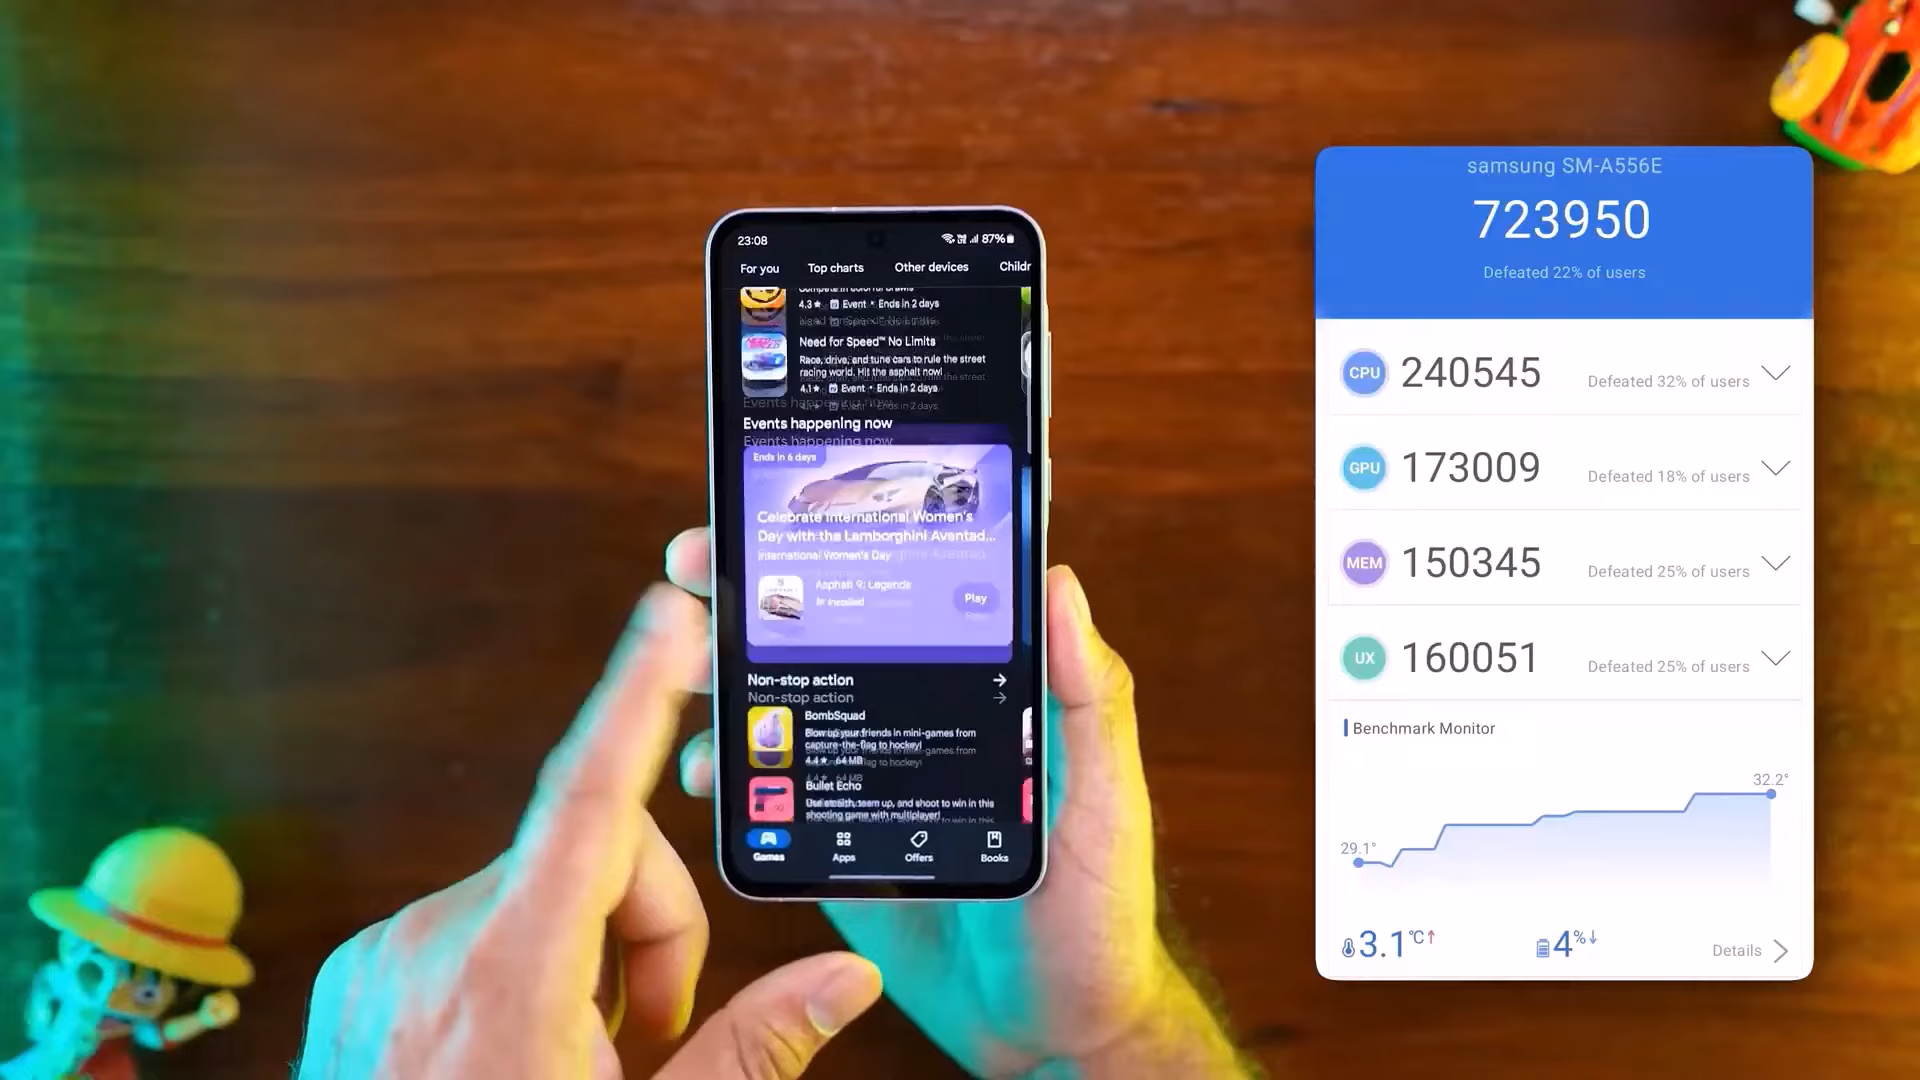 23:08
87%
For you
Top charts
Other devices
Childr
4.3★ Event • Ends in 2 days
Need for Speed™ No Limits
Race, drive, and tune cars to rule the street
racing world. Hit the asphalt now!
4.1★ Event • Ends in 2 days
Events happening now
Ends in 6 days
Celebrate International Women's
Day with the Lamborghini Aventad...
International Women's Day
Asphalt 9: Legends
Installed
Play
Non-stop action
BombSquad
Blow up your friends in mini-games from
capture-the-flag to hockey!
4.4★ 64 MB
Bullet Echo
Use stealth, team up, and shoot to win in this
shooting game with multiplayer!
Games
Apps
Offers
Books
samsung SM-A556E
723950
Defeated 22% of users
CPU 240545 Defeated 32% of users
GPU 173009 Defeated 18% of users
MEM 150345 Defeated 25% of users
UX 160051 Defeated 25% of users
Benchmark Monitor
32.2°
29.1°
3.1°C↑
4%↓
Details